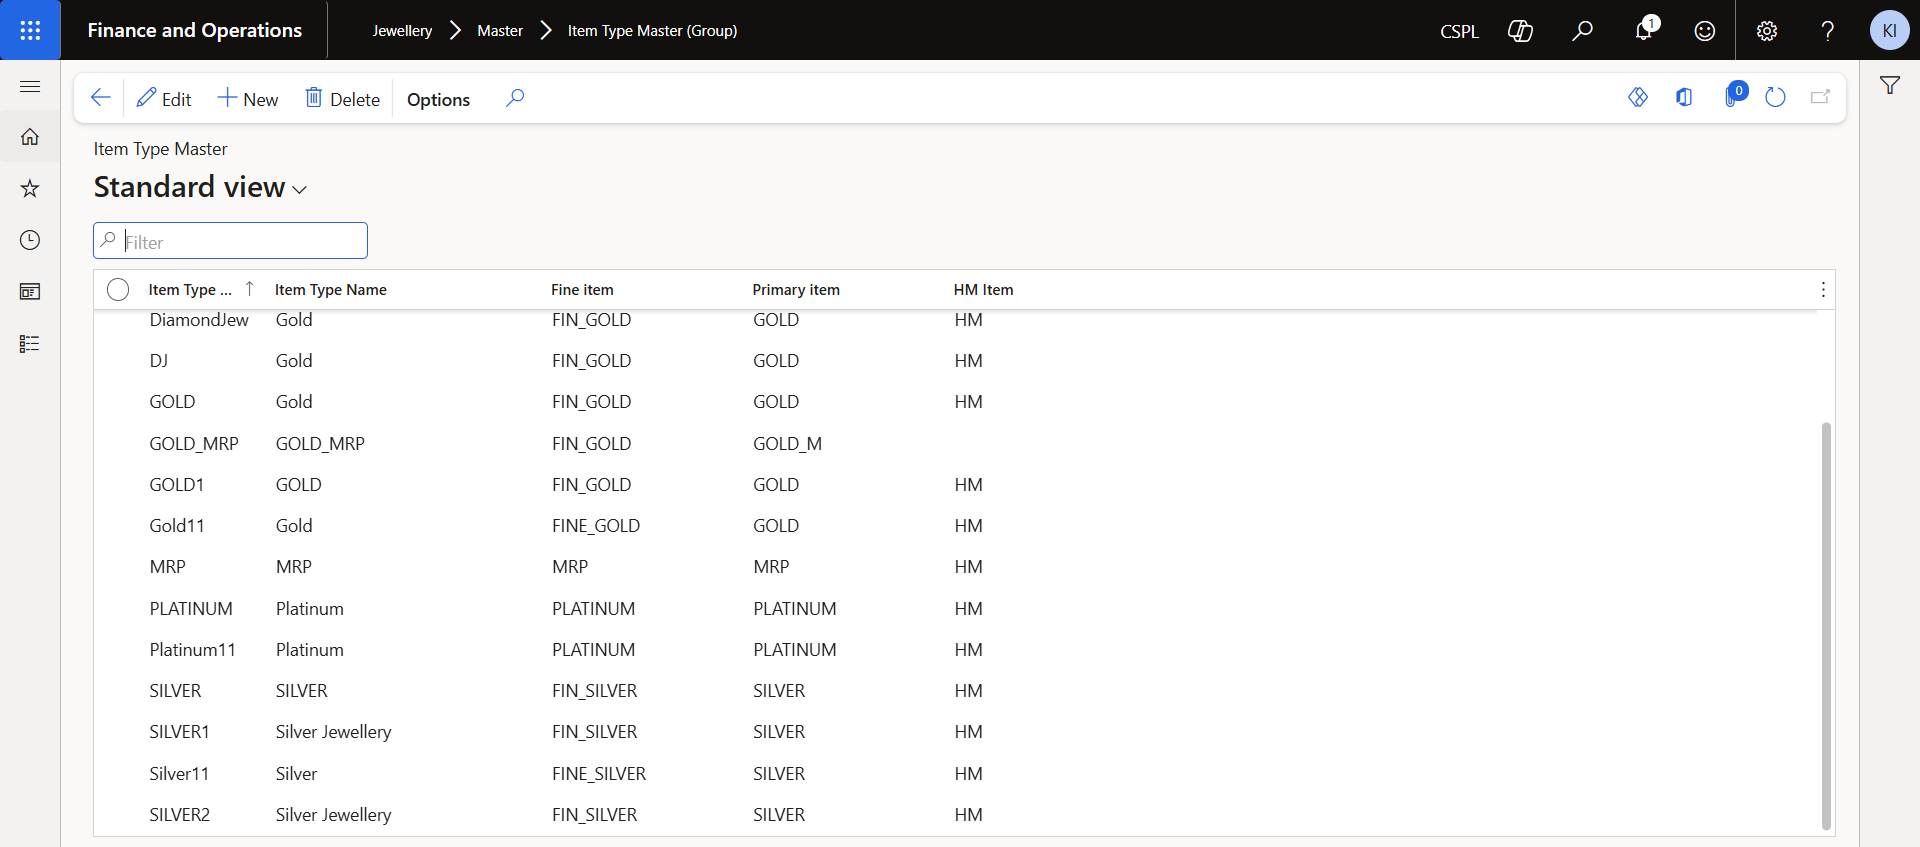 Finance and Operations
Jewellery Master Item Type Master (Group)
CSPL 1 ? KI
Edit New Delete Options 0
Item Type Master
Standard view
Filter
Item Type ... ↑ Item Type Name Fine item Primary item HM Item
DiamondJew Gold FIN_GOLD GOLD HM
DJ Gold FIN_GOLD GOLD HM
GOLD Gold FIN_GOLD GOLD HM
GOLD_MRP GOLD_MRP FIN_GOLD GOLD_M
GOLD1 GOLD FIN_GOLD GOLD HM
Gold11 Gold FINE_GOLD GOLD HM
MRP MRP MRP MRP HM
PLATINUM Platinum PLATINUM PLATINUM HM
Platinum11 Platinum PLATINUM PLATINUM HM
SILVER SILVER FIN_SILVER SILVER HM
SILVER1 Silver Jewellery FIN_SILVER SILVER HM
Silver11 Silver FINE_SILVER SILVER HM
SILVER2 Silver Jewellery FIN_SILVER SILVER HM